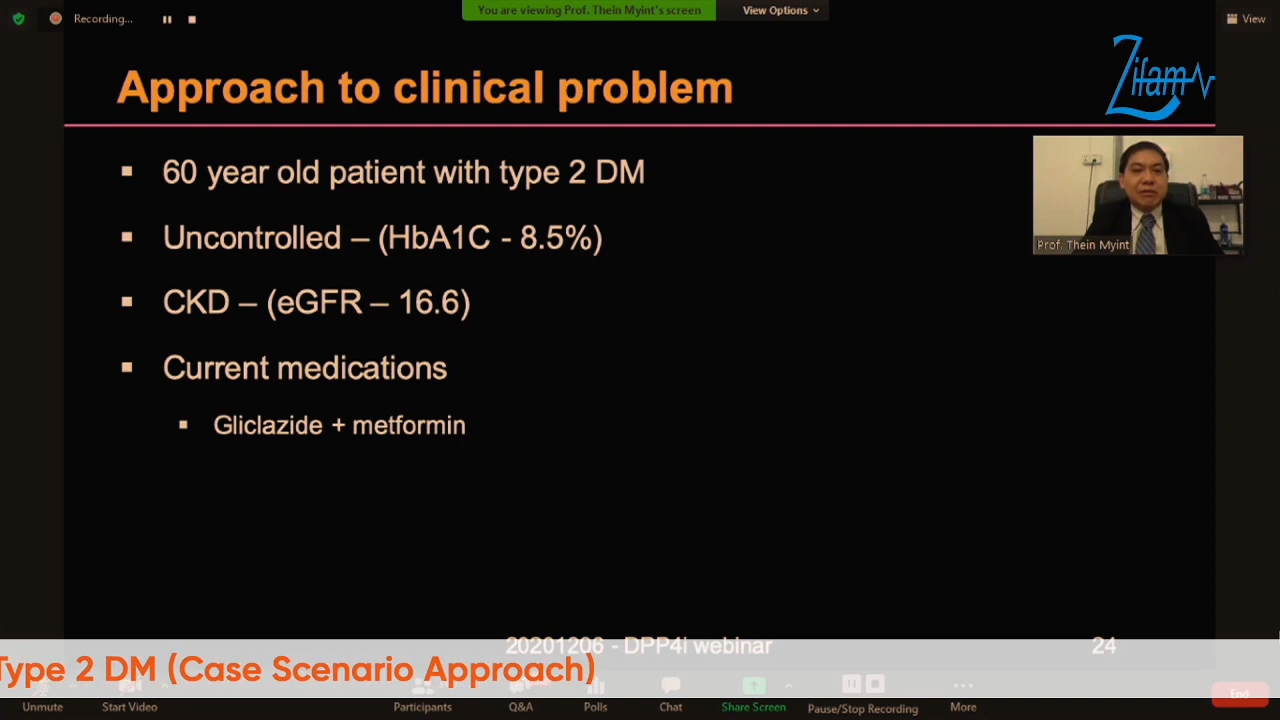 Recording...
You are viewing Prof. Thein Myint's screen
View Options
View
Zifam
Approach to clinical problem
60 year old patient with type 2 DM
Uncontrolled – (HbA1C - 8.5%)
CKD – (eGFR – 16.6)
Current medications
Gliclazide + metformin
Prof. Thein Myint
20201206 - DPP4i webinar
24
Type 2 DM (Case Scenario Approach)
Unmute
Start Video
Participants
Q&A
Polls
Chat
Share Screen
Pause/Stop Recording
More
End